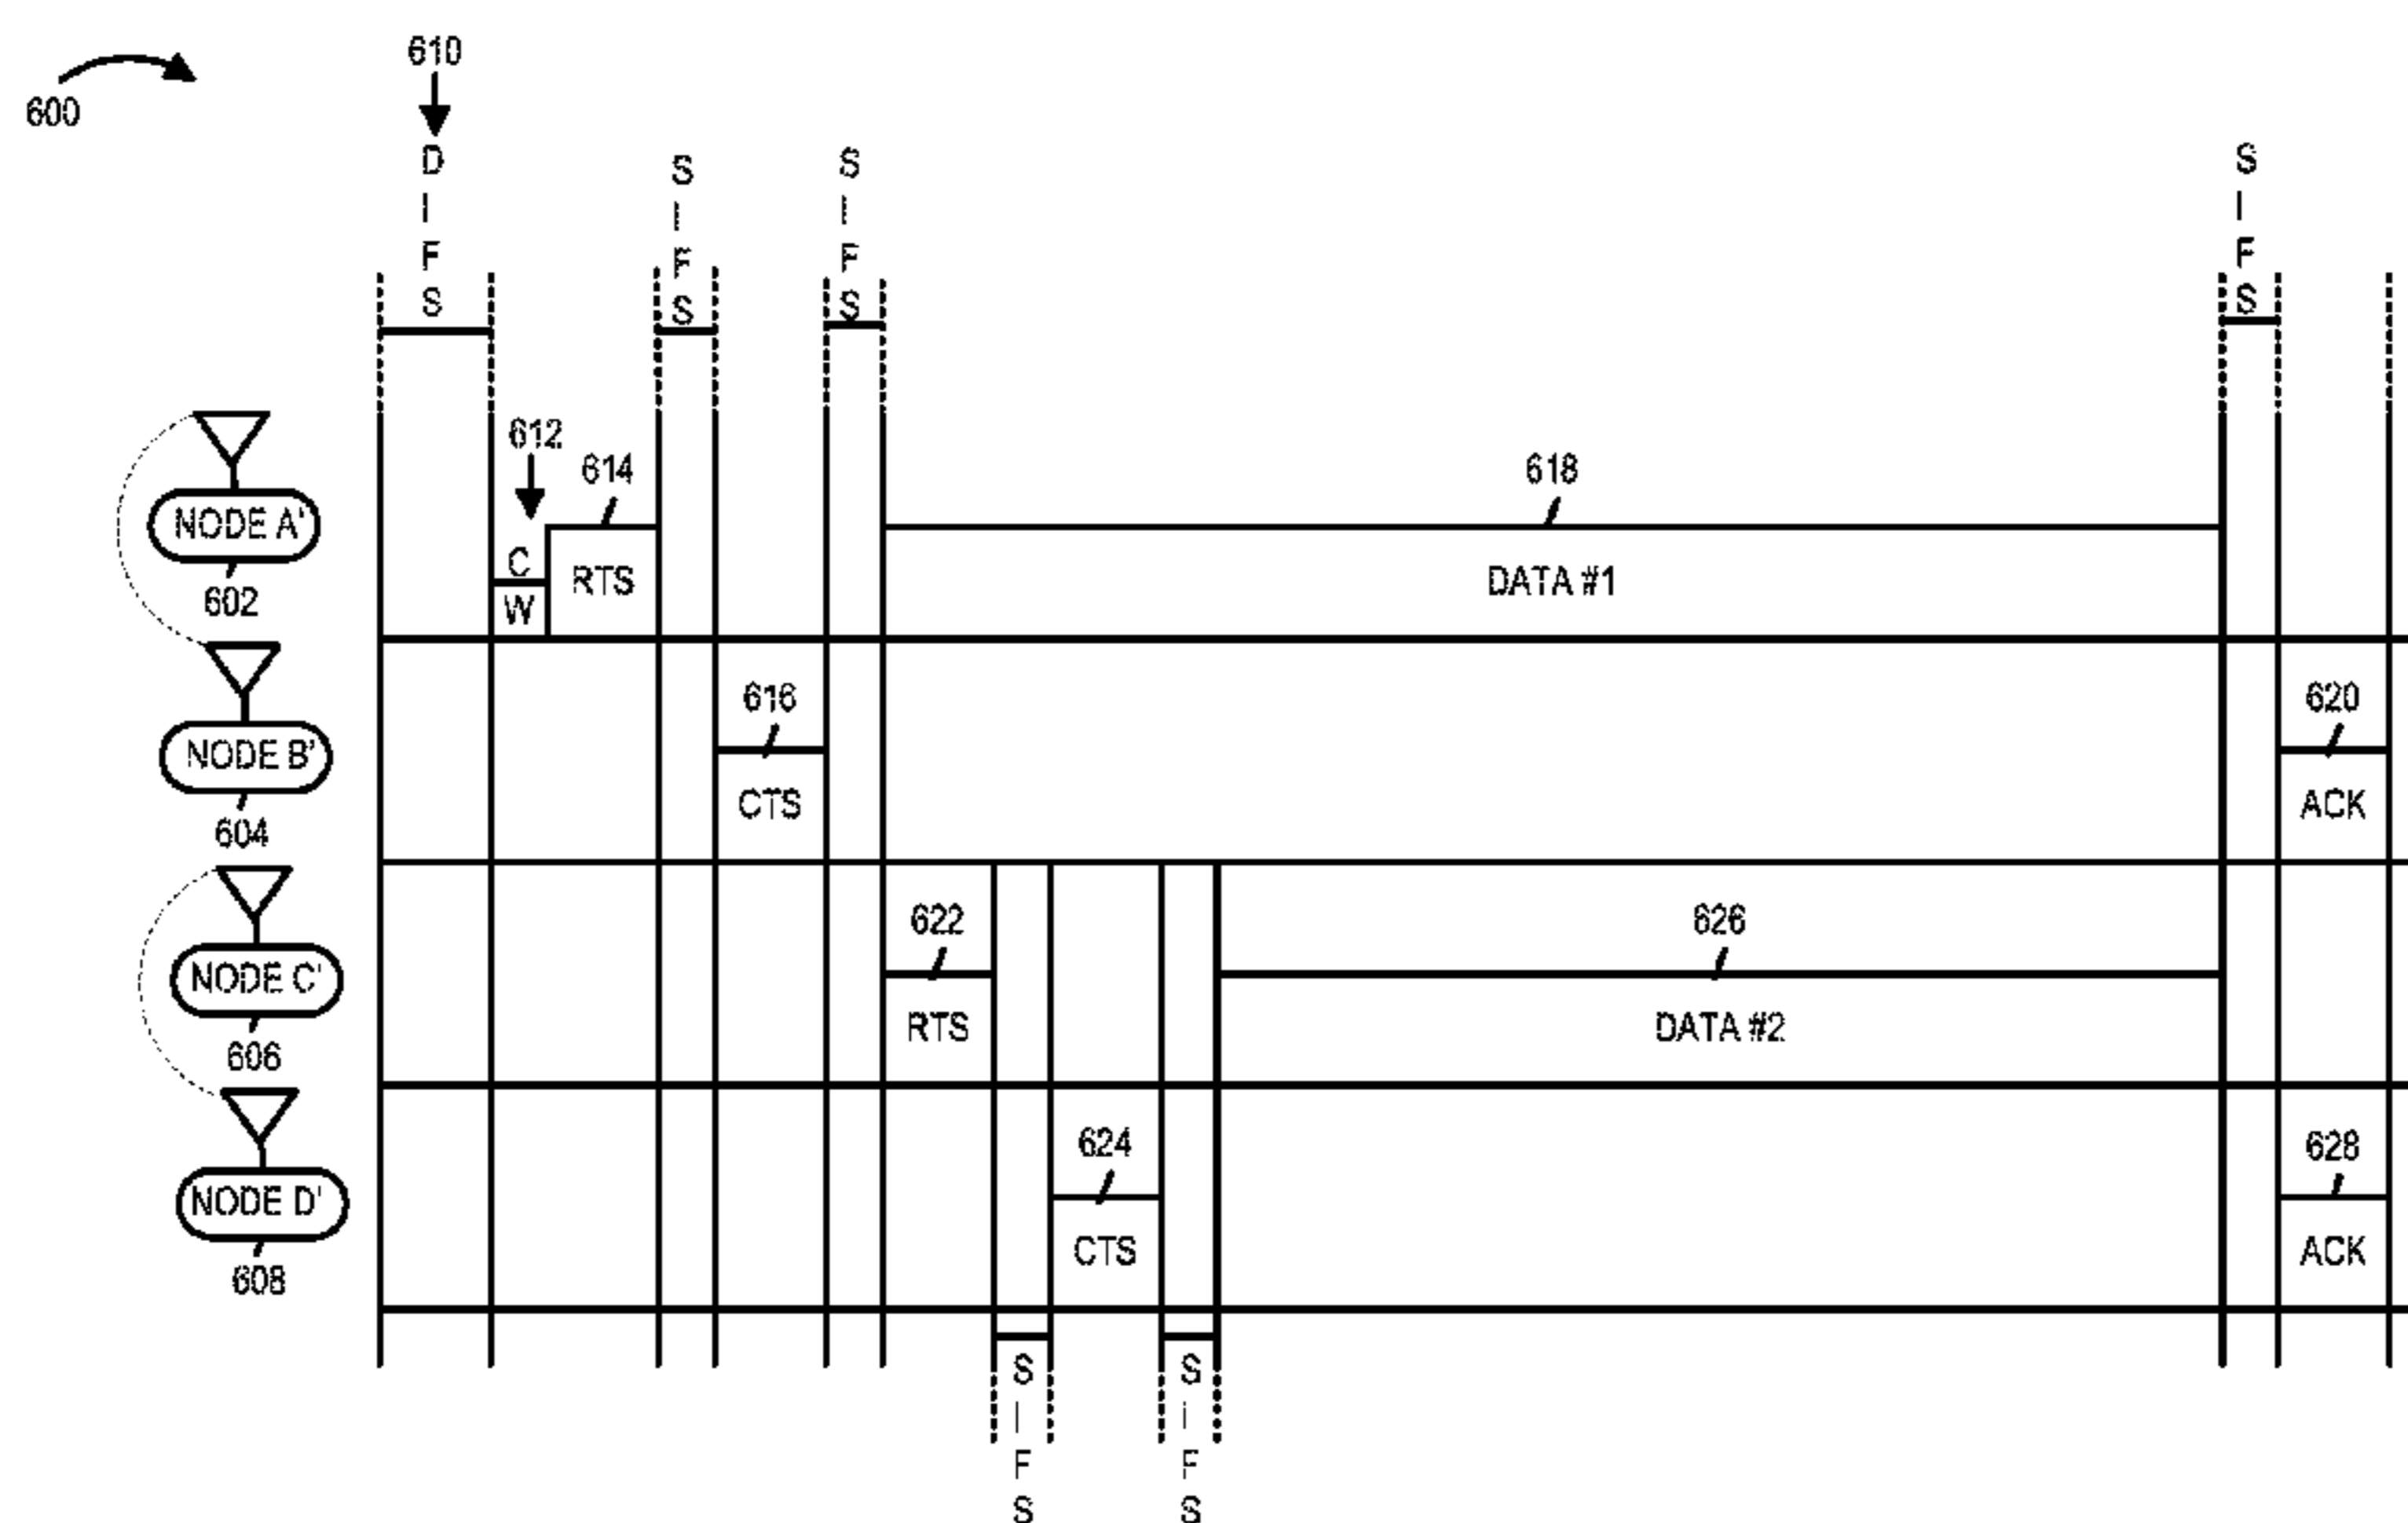 600
610
DIFS
SIFS
SIFS
SIFS
612
614
618
NODE A'
602
CW
RTS
DATA #1
NODE B'
604
616
CTS
620
ACK
NODE C'
606
622
RTS
626
DATA #2
NODE D'
608
624
CTS
628
ACK
SIFS
SIFS